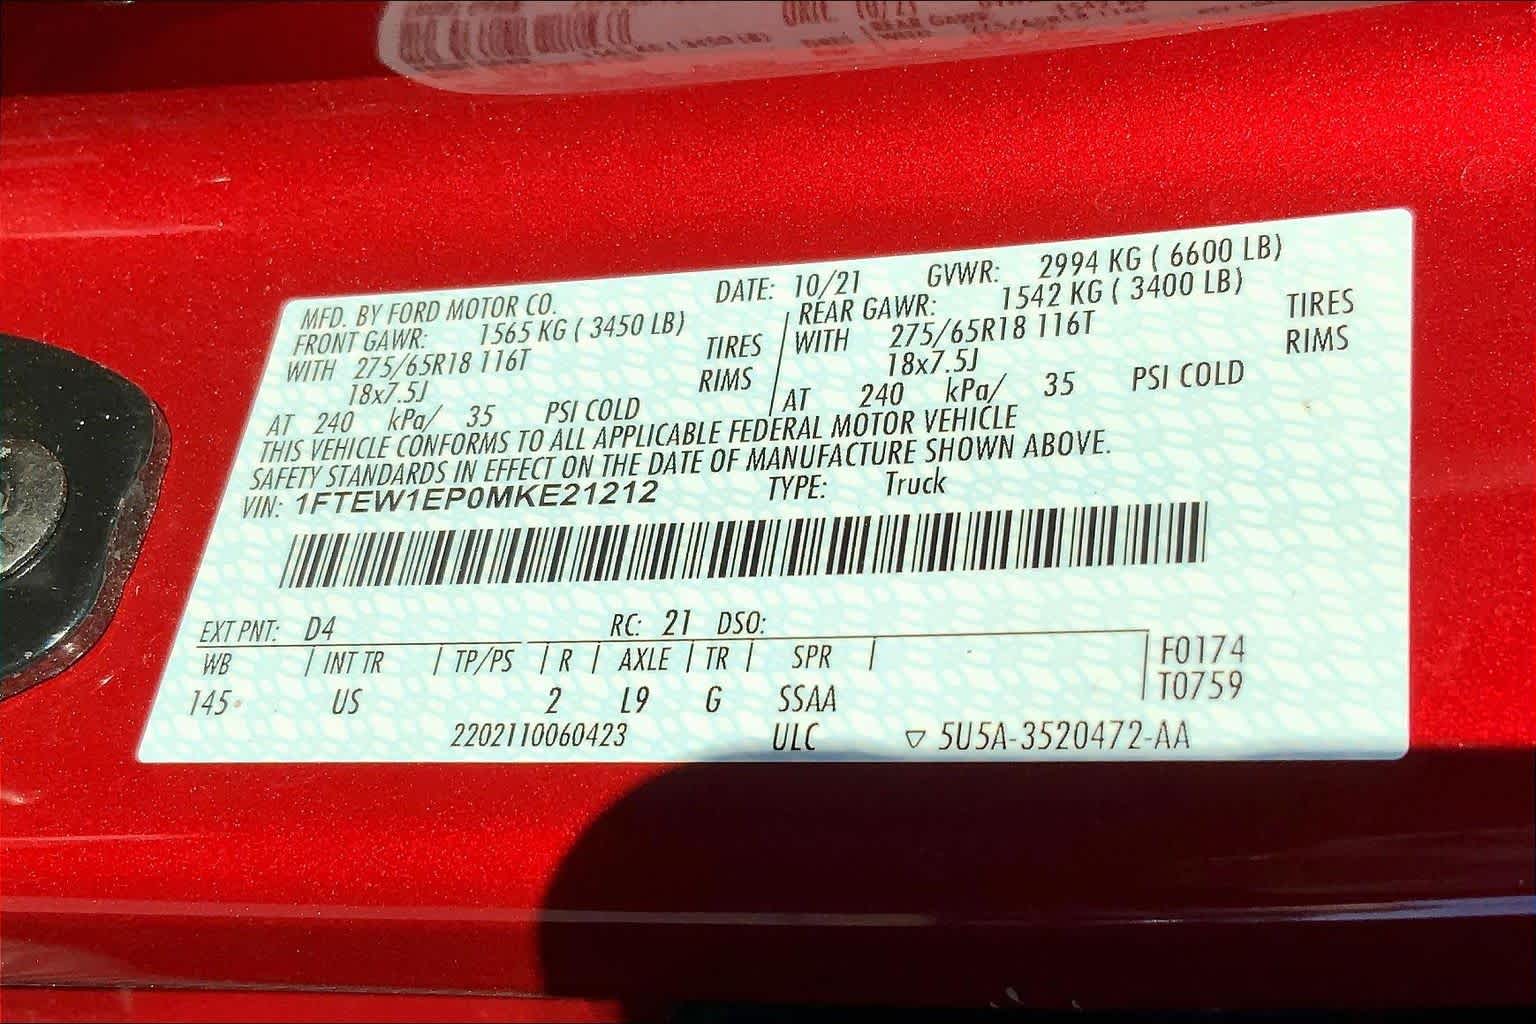 MFD. BY FORD MOTOR CO. DATE: 10/21 GVWR: 2994 KG ( 6600 LB)
FRONT GAWR: 1565 KG ( 3450 LB) REAR GAWR: 1542 KG ( 3400 LB)
WITH 275/65R18 116T TIRES WITH 275/65R18 116T TIRES
18x7.5J RIMS 18x7.5J RIMS
AT 240 kPa/ 35 PSI COLD AT 240 kPa/ 35 PSI COLD
THIS VEHICLE CONFORMS TO ALL APPLICABLE FEDERAL MOTOR VEHICLE
SAFETY STANDARDS IN EFFECT ON THE DATE OF MANUFACTURE SHOWN ABOVE.
VIN: 1FTEW1EP0MKE21212 TYPE: Truck
EXT PNT: D4 RC: 21 DSO:
WB INT TR TP/PS R AXLE TR SPR F0174
145 US 2 L9 G SSAA T0759
2202110060423 ULC ▽ 5U5A-3520472-AA